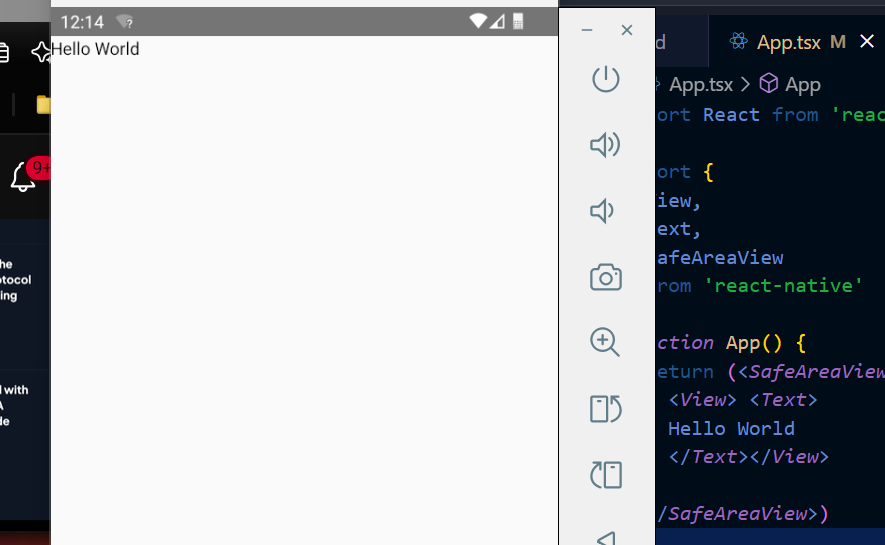 12:14
Hello World
9+
he
otocol
ing
l with
A
de
d
App.tsx M
App.tsx > App
ort React from 'reac
ort {
iew,
ext,
afeAreaView
rom 'react-native'
ction App() {
eturn (<SafeAreaView
<View> <Text>
Hello World
</Text></View>
/SafeAreaView>)